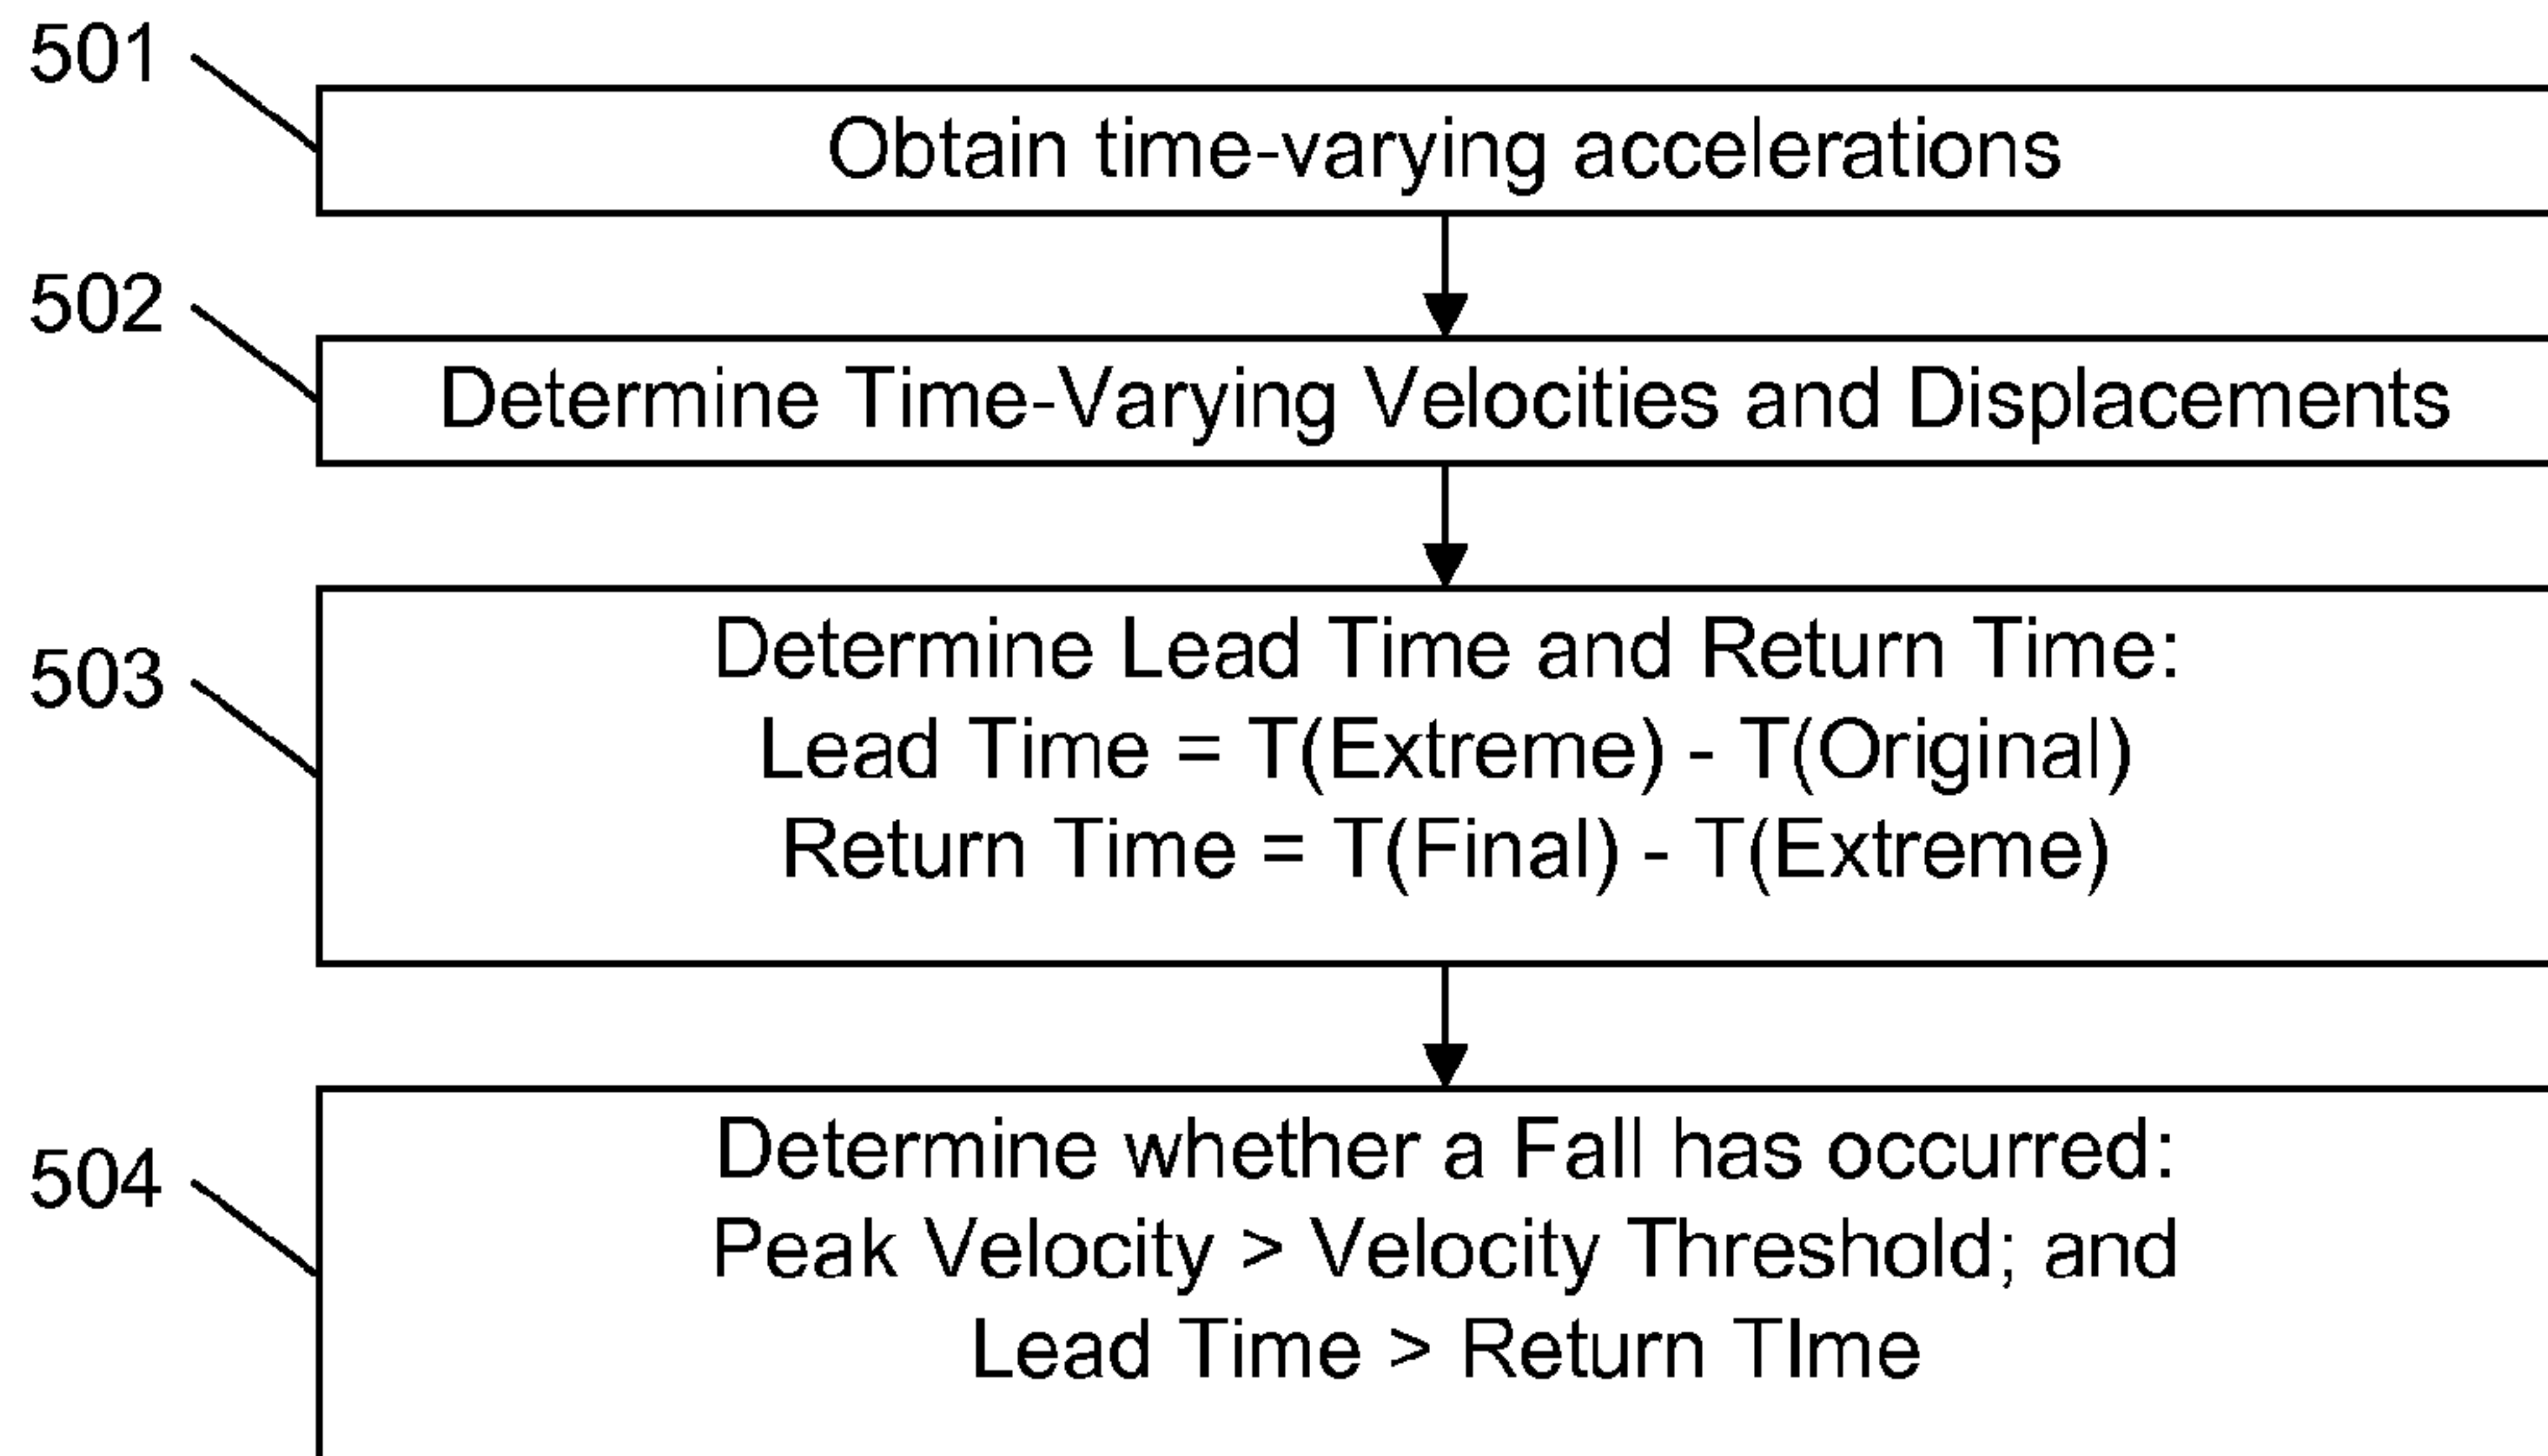 501
Obtain time-varying accelerations
502
Determine Time-Varying Velocities and Displacements
503
Determine Lead Time and Return Time:
Lead Time = T(Extreme) - T(Original)
Return Time = T(Final) - T(Extreme)
504
Determine whether a Fall has occurred:
Peak Velocity > Velocity Threshold; and
Lead Time > Return TIme